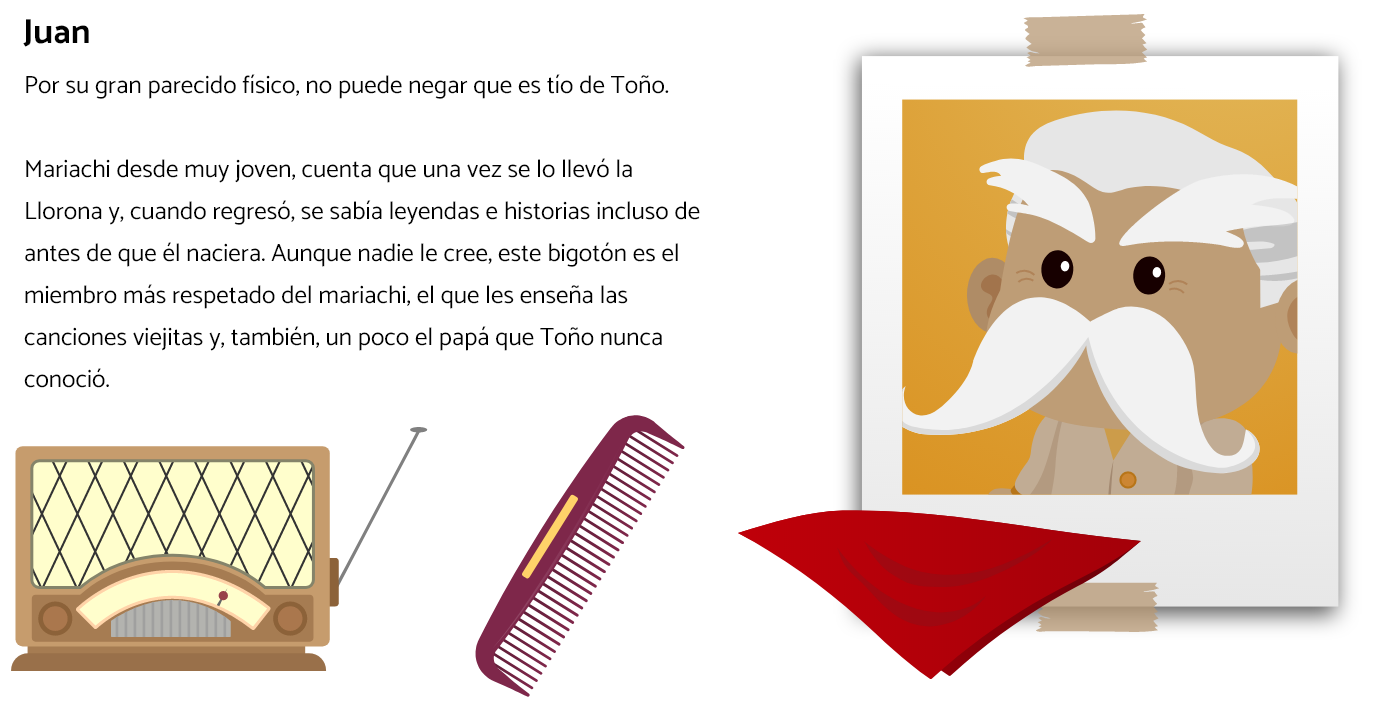 Juan
Por su gran parecido físico, no puede negar que es tío de Toño.
Mariachi desde muy joven, cuenta que una vez se lo llevó la
Llorona y, cuando regresó, se sabía leyendas e historias incluso de
antes de que él naciera. Aunque nadie le cree, este bigotón es el
miembro más respetado del mariachi, el que les enseña las
canciones viejitas y, también, un poco el papá que Toño nunca
conoció.